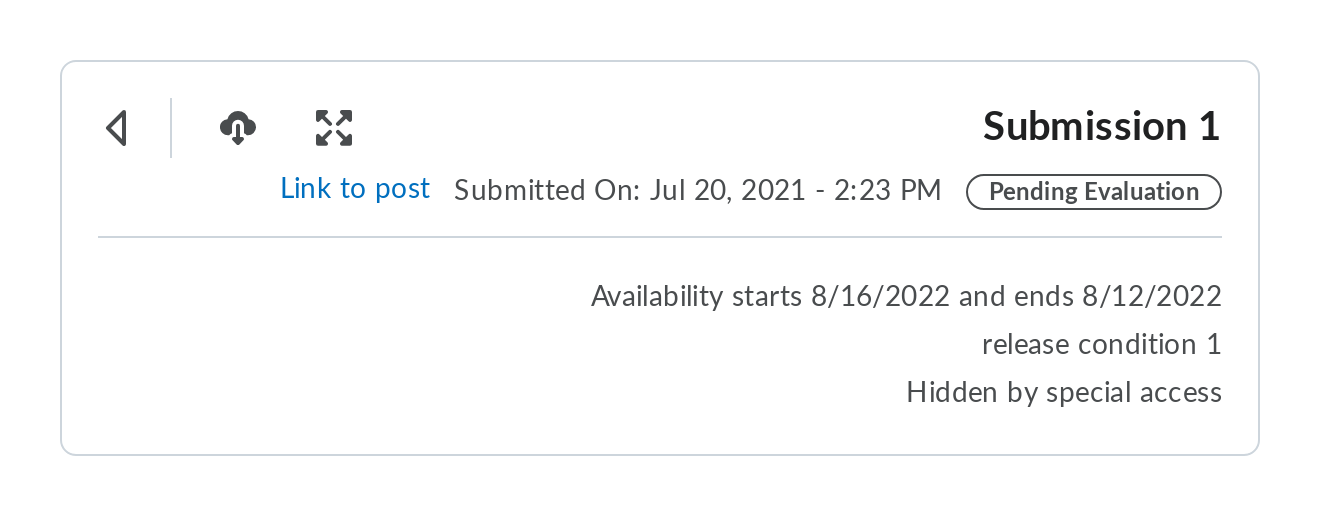 Submission 1
Link to post Submitted On: Jul 20, 2021 - 2:23 PM Pending Evaluation
Availability starts 8/16/2022 and ends 8/12/2022
release condition 1
Hidden by special access